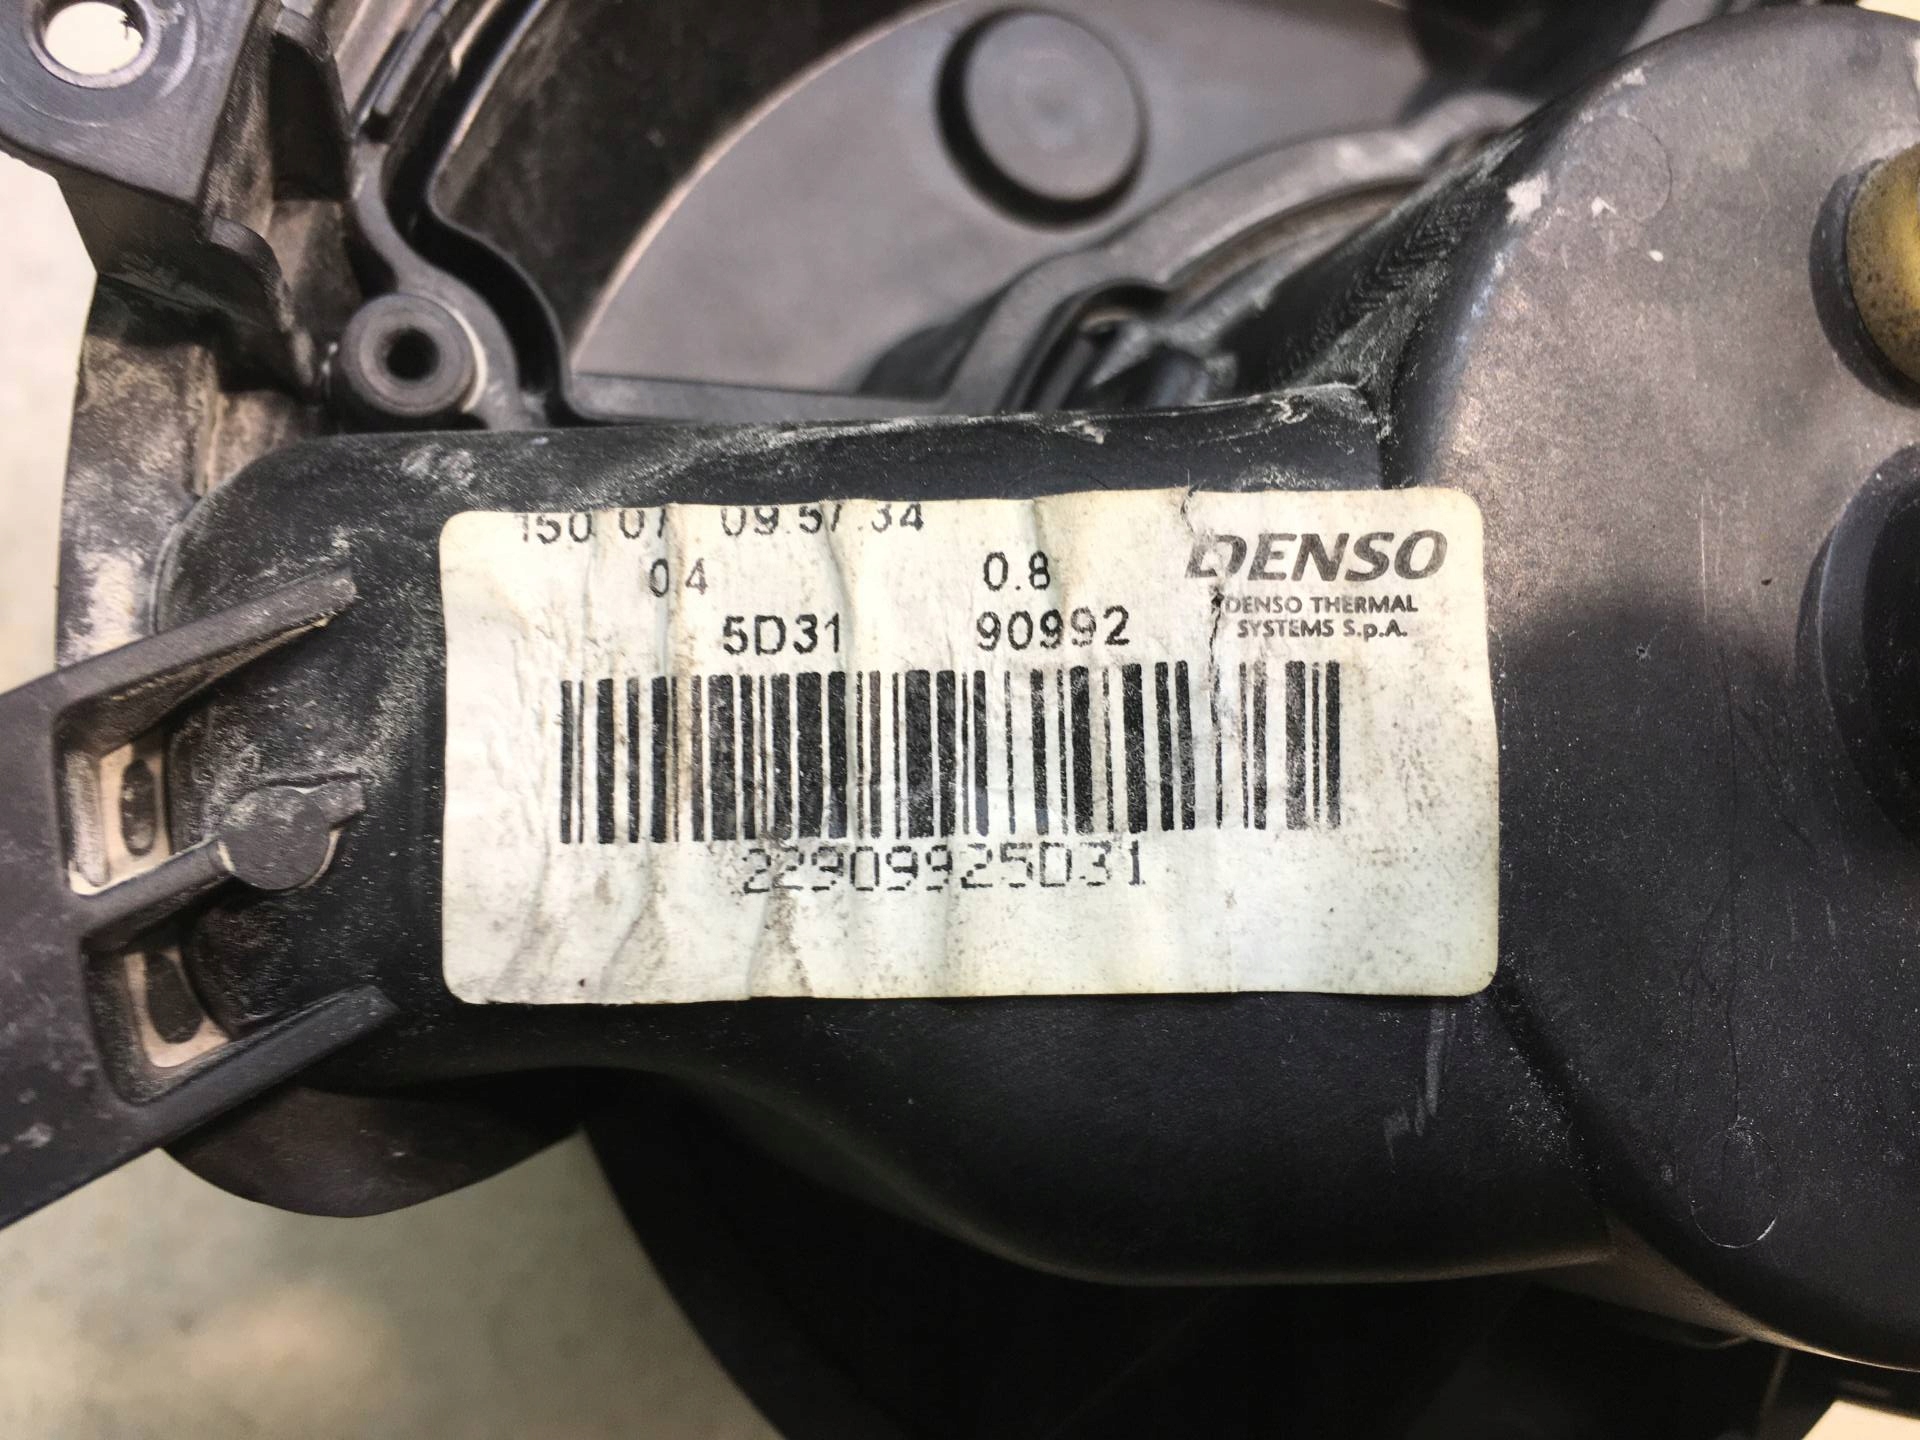 150 07 09.57.34
04 0.8
DENSO
DENSO THERMAL
SYSTEMS S.p.A.
5D31 90992
22909925D31